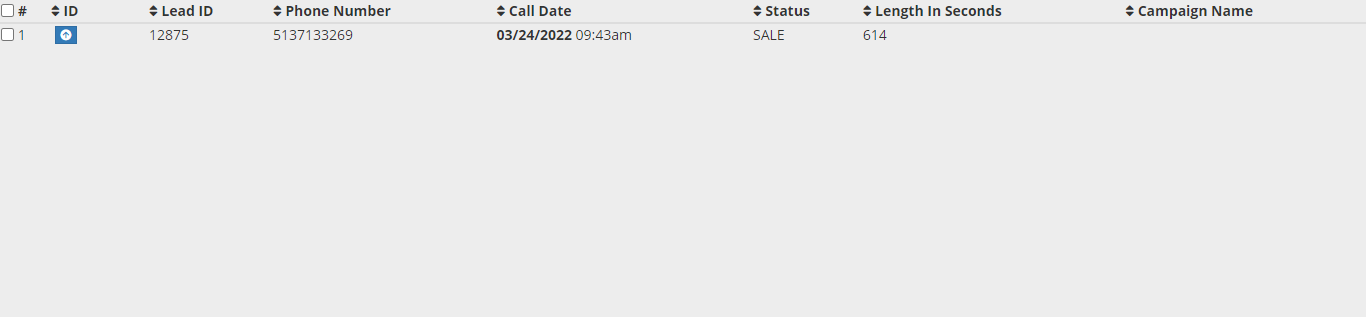 # ID Lead ID Phone Number Call Date Status Length In Seconds Campaign Name
1 12875 5137133269 03/24/2022 09:43am SALE 614